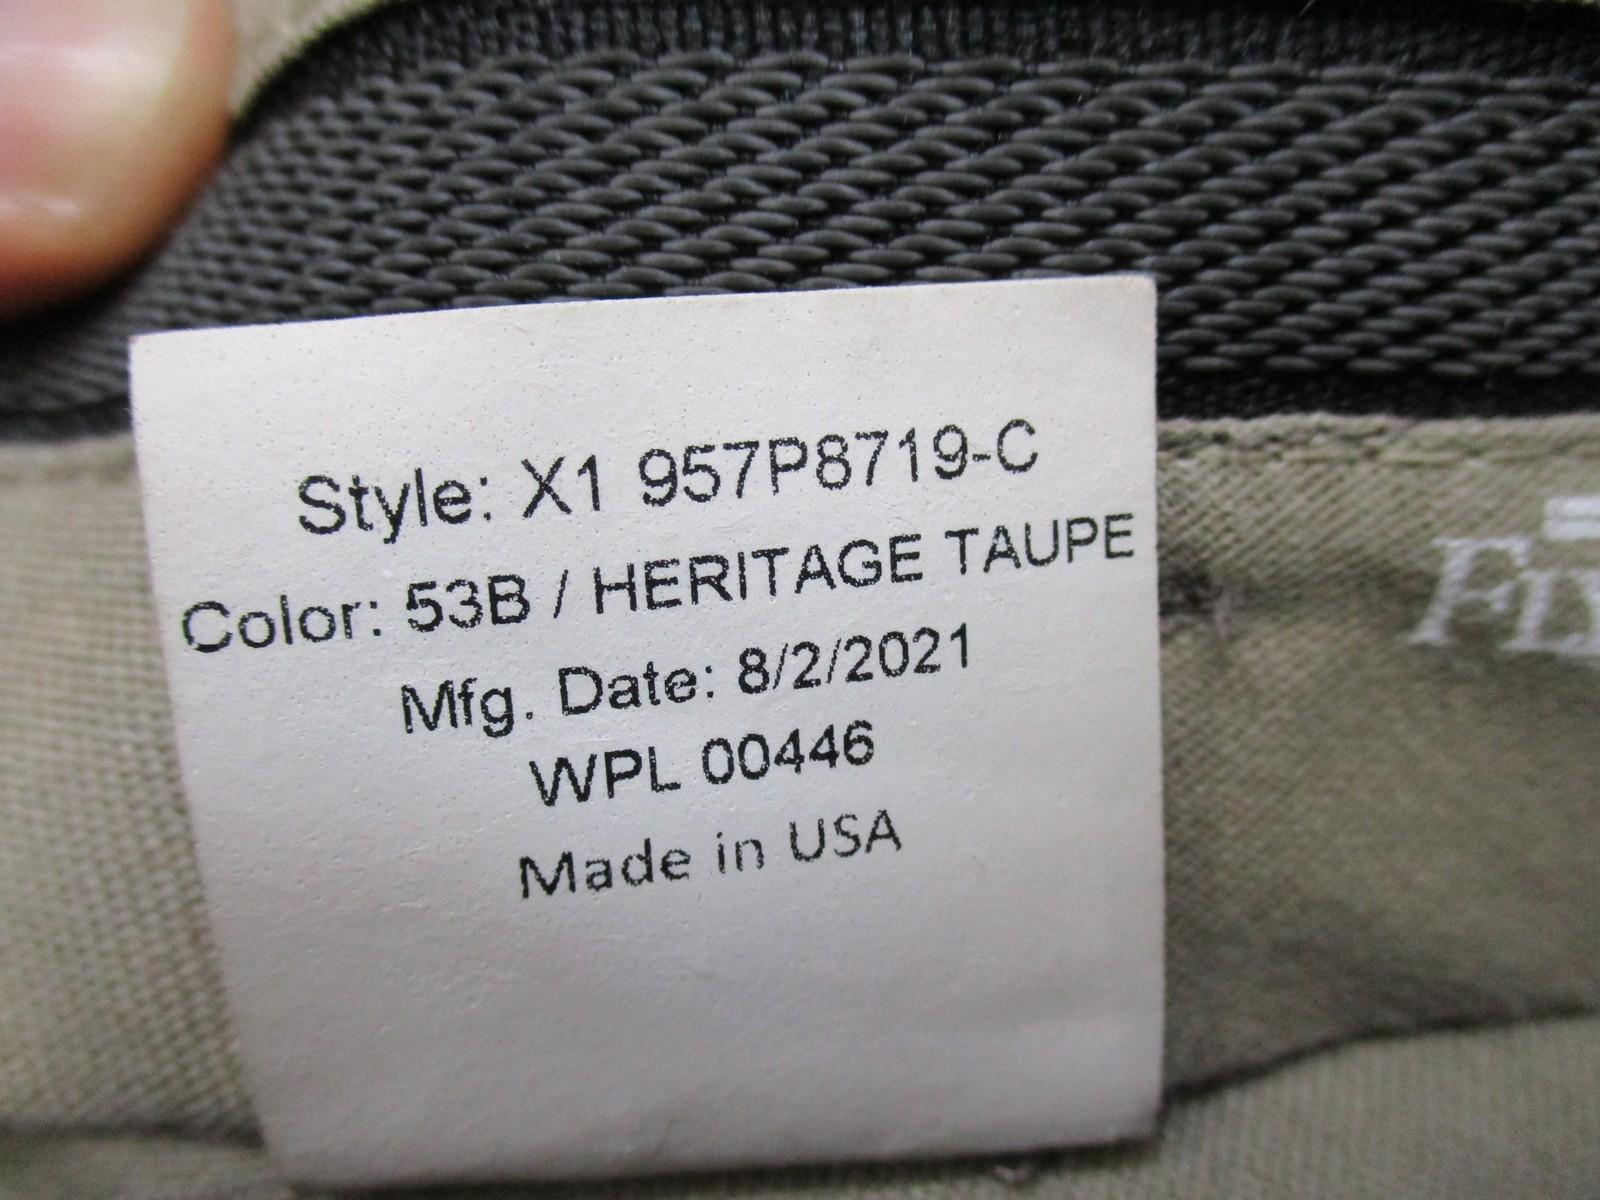 Style: X1 957P8719-C
Color: 53B / HERITAGE TAUPE
Mfg. Date: 8/2/2021
WPL 00446
Made in USA